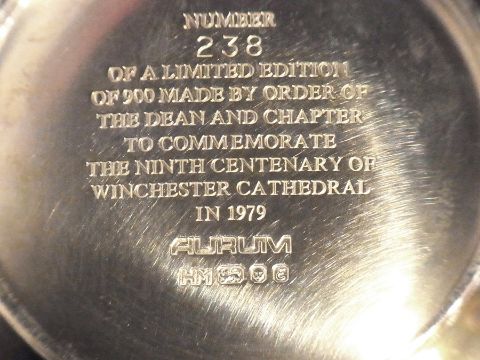 NUMBER
238
OF A LIMITED EDITION
OF 900 MADE BY ORDER OF
THE DEAN AND CHAPTER
TO COMMEMORATE
THE NINTH CENTENARY OF
WINCHESTER CATHEDRAL
IN 1979
AURUM
HM